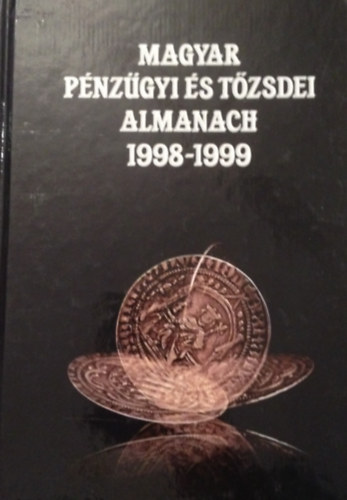 MAGYAR
PÉNZÜGYI ÉS TŐZSDEI
ALMANACH
1998-1999